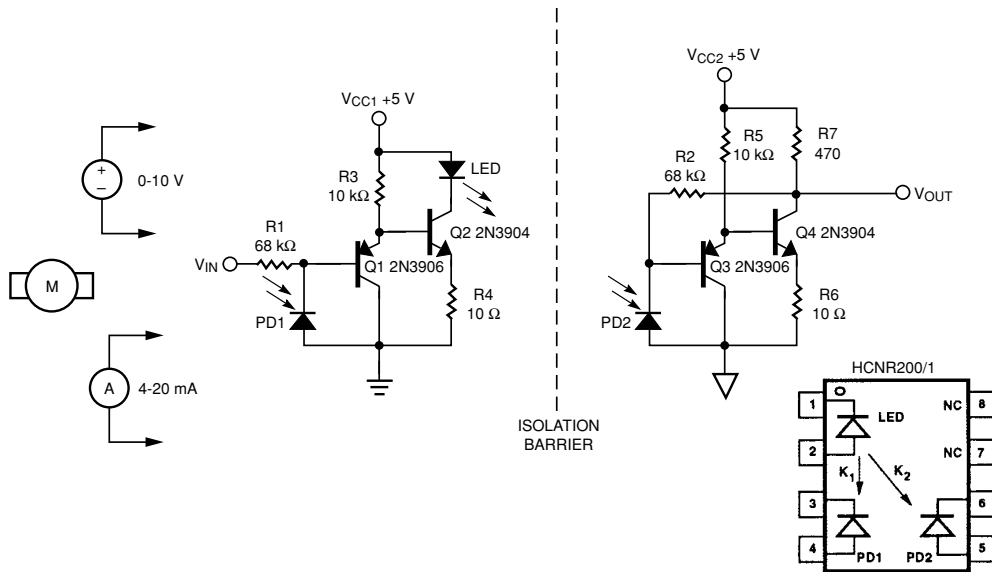 VCC1 +5 V
VCC2 +5 V
+
–
0-10 V
R3
10 kΩ
LED
R5
10 kΩ
R7
470
R2
68 kΩ
VOUT
R1
68 kΩ
Q2 2N3904
Q4 2N3904
VIN
Q1 2N3906
Q3 2N3906
M
PD1
R4
10 Ω
PD2
R6
10 Ω
A
4-20 mA
ISOLATION
BARRIER
HCNR200/1
1
LED
NC
8
2
K1
K2
NC
7
3
6
4
PD1
PD2
5